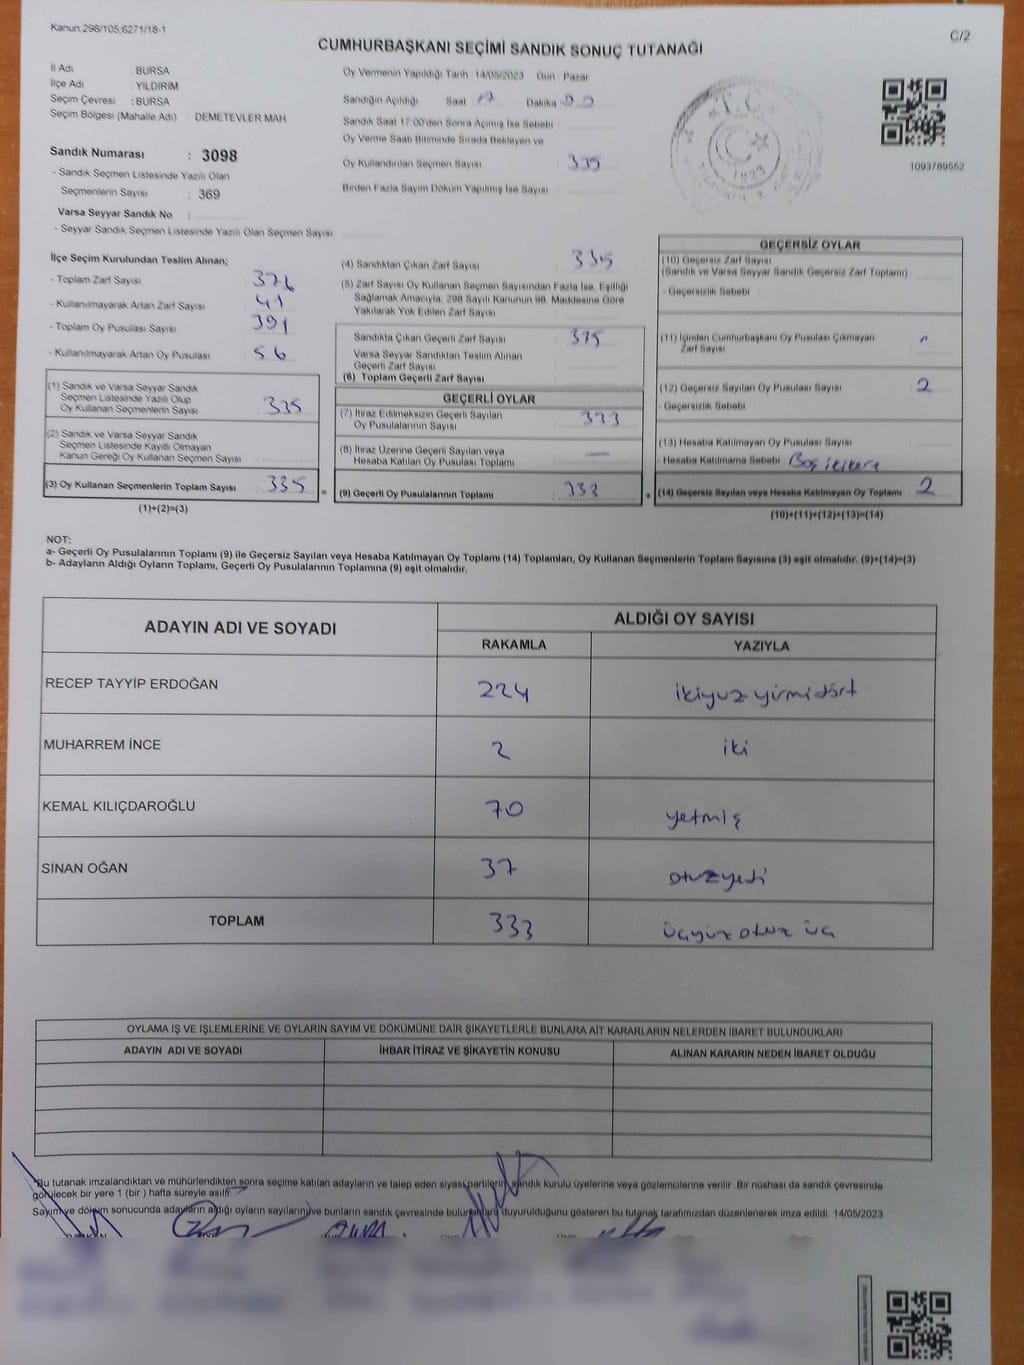 Kanun:298/105,6271/18-1
C/2
CUMHURBAŞKANI SEÇİMİ SANDIK SONUÇ TUTANAĞI
İl Adı : BURSA
İlçe Adı : YILDIRIM
Seçim Çevresi : BURSA
Seçim Bölgesi (Mahalle Adı) : DEMETEVLER MAH.
Sandık Numarası : 3098
- Sandık Seçmen Listesinde Yazılı Olan
Seçmenlerin Sayısı : 369
Varsa Seyyar Sandık No :
- Seyyar Sandık Seçmen Listesinde Yazılı Olan Seçmen Sayısı
Oy Vermenin Yapıldığı Tarih 14/05/2023 Gün Pazar
Sandığın Açıldığı Saat 17 Dakika
Sandık Saat 17:00'den Sonra Açılmış İse Sebebi
Oy Verme Saati Bitiminde Sırada Bekleyen ve
Oy Kullandırılan Seçmen Sayısı 335
Birden Fazla Sayım Döküm Yapılmış İse Sayısı
T.C.
1923
1093789552
İlçe Seçim Kurulundan Teslim Alınan;
- Toplam Zarf Sayısı 376
- Kullanılmayarak Artan Zarf Sayısı 41
- Toplam Oy Pusulası Sayısı 391
- Kullanılmayarak Artan Oy Pusulası 56
(1) Sandık ve Varsa Seyyar Sandık
Seçmen Listesinde Yazılı Olup
Oy Kullanan Seçmenlerin Sayısı : 335
(2) Sandık ve Varsa Seyyar Sandık
Seçmen Listesinde Kayıtlı Olmayan
Kanun Gereği Oy Kullanan Seçmen Sayısı
(3) Oy Kullanan Seçmenlerin Toplam Sayısı : 335 =
(1)+(2)=(3)
(4) Sandıktan Çıkan Zarf Sayısı 335
(5) Zarf Sayısı Oy Kullanan Seçmen Sayısından Fazla İse, Eşitliği
Sağlamak Amacıyla, 298 Sayılı Kanunun 98. Maddesine Göre
Yakılarak Yok Edilen Zarf Sayısı
Sandıkta Çıkan Geçerli Zarf Sayısı
Varsa Seyyar Sandıktan Teslim Alınan
Geçerli Zarf Sayısı
(6) Toplam Geçerli Zarf Sayısı
GEÇERLİ OYLAR
(7) İtiraz Edilmeksizin Geçerli Sayılan
Oy Pusulalarının Sayısı : 333
(8) İtiraz Üzerine Geçerli Sayılan veya
Hesaba Katılan Oy Pusulası Toplamı —
(9) Geçerli Oy Pusulalarının Toplamı : 333 +
GEÇERSİZ OYLAR
(10) Geçersiz Zarf Sayısı
(Sandık ve Varsa Seyyar Sandık Geçersiz Zarf Toplamı)
- Geçersizlik Sebebi
(11) İçinden Cumhurbaşkanı Oy Pusulası Çıkmayan
Zarf Sayısı
(12) Geçersiz Sayılan Oy Pusulası Sayısı 2
- Geçersizlik Sebebi
(13) Hesaba Katılmayan Oy Pusulası Sayısı
- Hesaba Katılmama Sebebi Boş
(14) Geçersiz Sayılan veya Hesaba Katılmayan Oy Toplamı 2
(10)+(11)+(12)+(13)=(14)
NOT:
a- Geçerli Oy Pusulalarının Toplamı (9) ile Geçersiz Sayılan veya Hesaba Katılmayan Oy Toplamı (14) Toplamları, Oy Kullanan Seçmenlerin Toplam Sayısına (3) eşit olmalıdır. (9)+(14)=(3)
b- Adayların Aldığı Oyların Toplamı, Geçerli Oy Pusulalarının Toplamına (9) eşit olmalıdır.
ADAYIN ADI VE SOYADI ALDIĞI OY SAYISI
RAKAMLA YAZIYLA
RECEP TAYYİP ERDOĞAN 224 ikiyuz yirmidört
MUHARREM İNCE 2 iki
KEMAL KILIÇDAROĞLU 70 yetmiş
SİNAN OĞAN 37 otuzyedi
TOPLAM 333 üçyüz otuz üç
OYLAMA İŞ VE İŞLEMLERİNE VE OYLARIN SAYIM VE DÖKÜMÜNE DAİR ŞİKAYETLERLE BUNLARA AİT KARARLARIN NELERDEN İBARET BULUNDUKLARI
ADAYIN ADI VE SOYADI İHBAR İTİRAZ VE ŞİKAYETİN KONUSU ALINAN KARARIN NEDEN İBARET OLDUĞU
*Bu tutanak imzalandıktan ve mühürlendikten sonra seçime katılan adayların ve talep eden siyasi partilerin sandık kurulu üyelerine veya gözlemcilerine verilir. Bir nüshası da sandık çevresinde
görülecek bir yere 1 (bir ) hafta süreyle asılır.
Sayım ve döküm sonucunda adayların aldığı oyların sayılarını ve bunların sandık çevresinde bulunanlara duyurulduğunu gösteren bu tutanak tarafımızdan düzenlenerek imza edildi. 14/05/2023